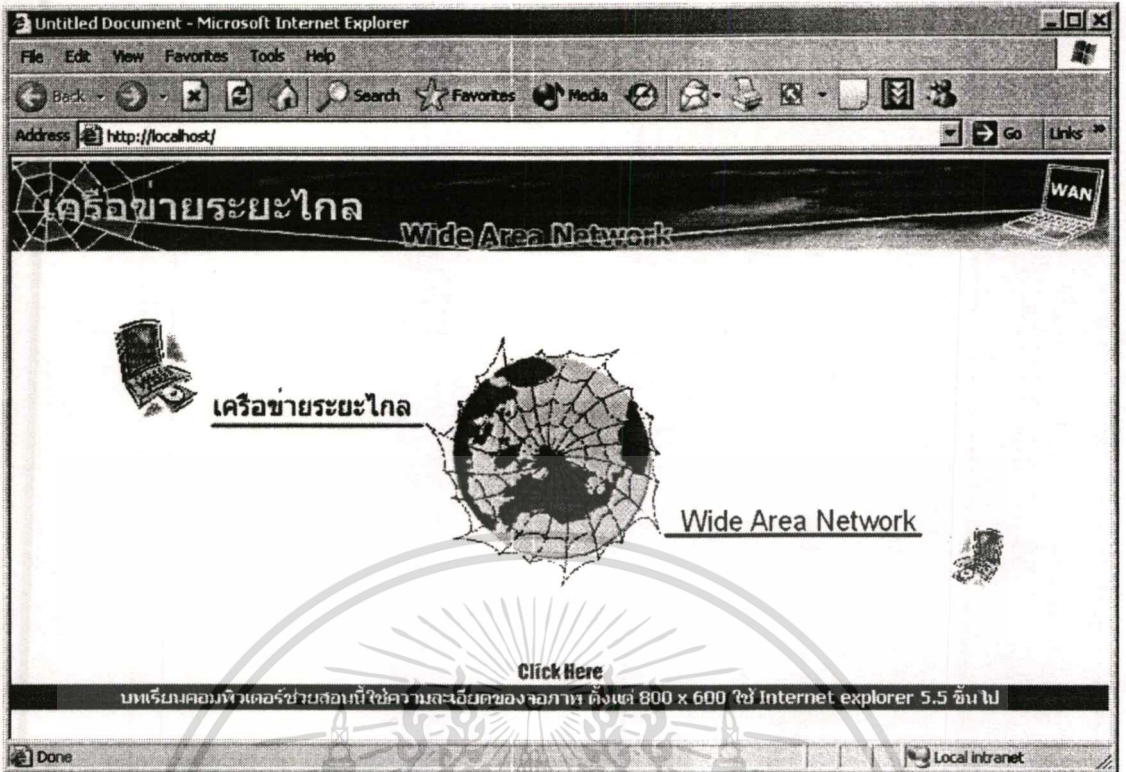 Untitled Document - Microsoft Internet Explorer
File Edit View Favorites Tools Help
Back Search Favorites Media
Address http://localhost/ Go Links »
เครือข่ายระยะไกล
Wide Area Network
WAN
เครือข่ายระยะไกล
Wide Area Network
Click Here
บทเรียนคอมพิวเตอร์ช่วยสอนนี้ใช้ความละเอียดของจอภาพ ตั้งแต่ 800 x 600 ใช้ Internet explorer 5.5 ขึ้นไป
Done Local intranet